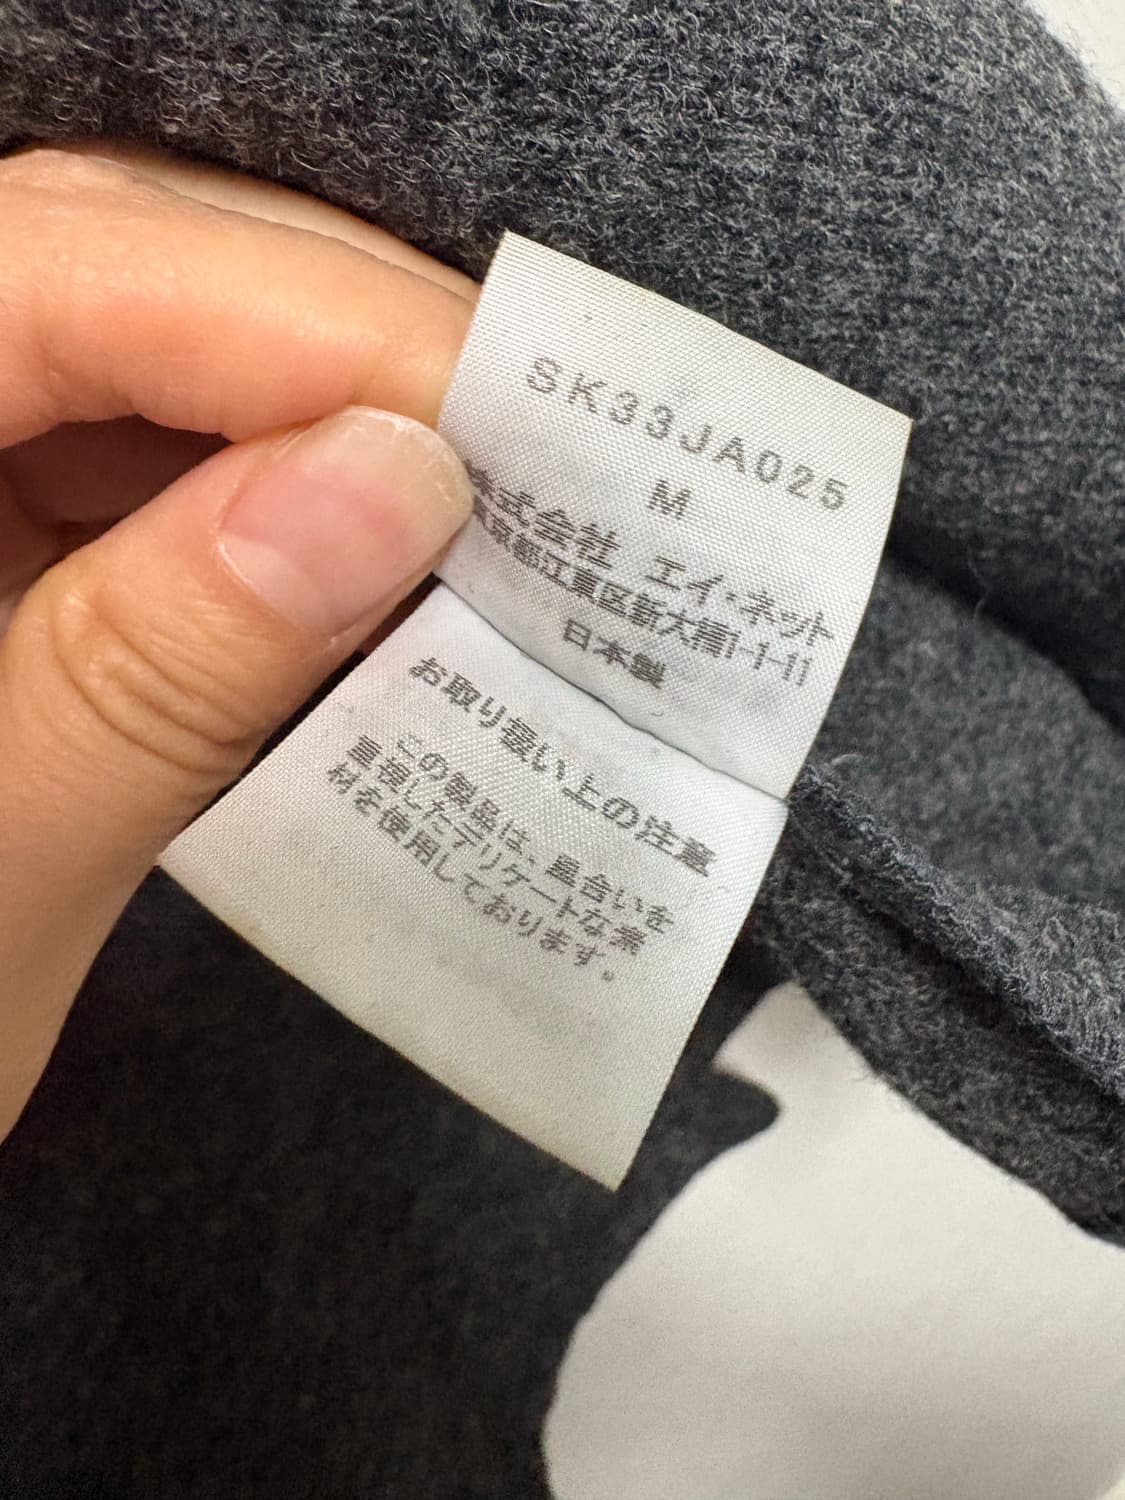 SK33JA025
M
株式会社 エイ・ネット
東京都江東区新大橋1-1-11
日本製
お取り扱い上の注意
この製品は、風合いを
重視したデリケートな素
材を使用しております。